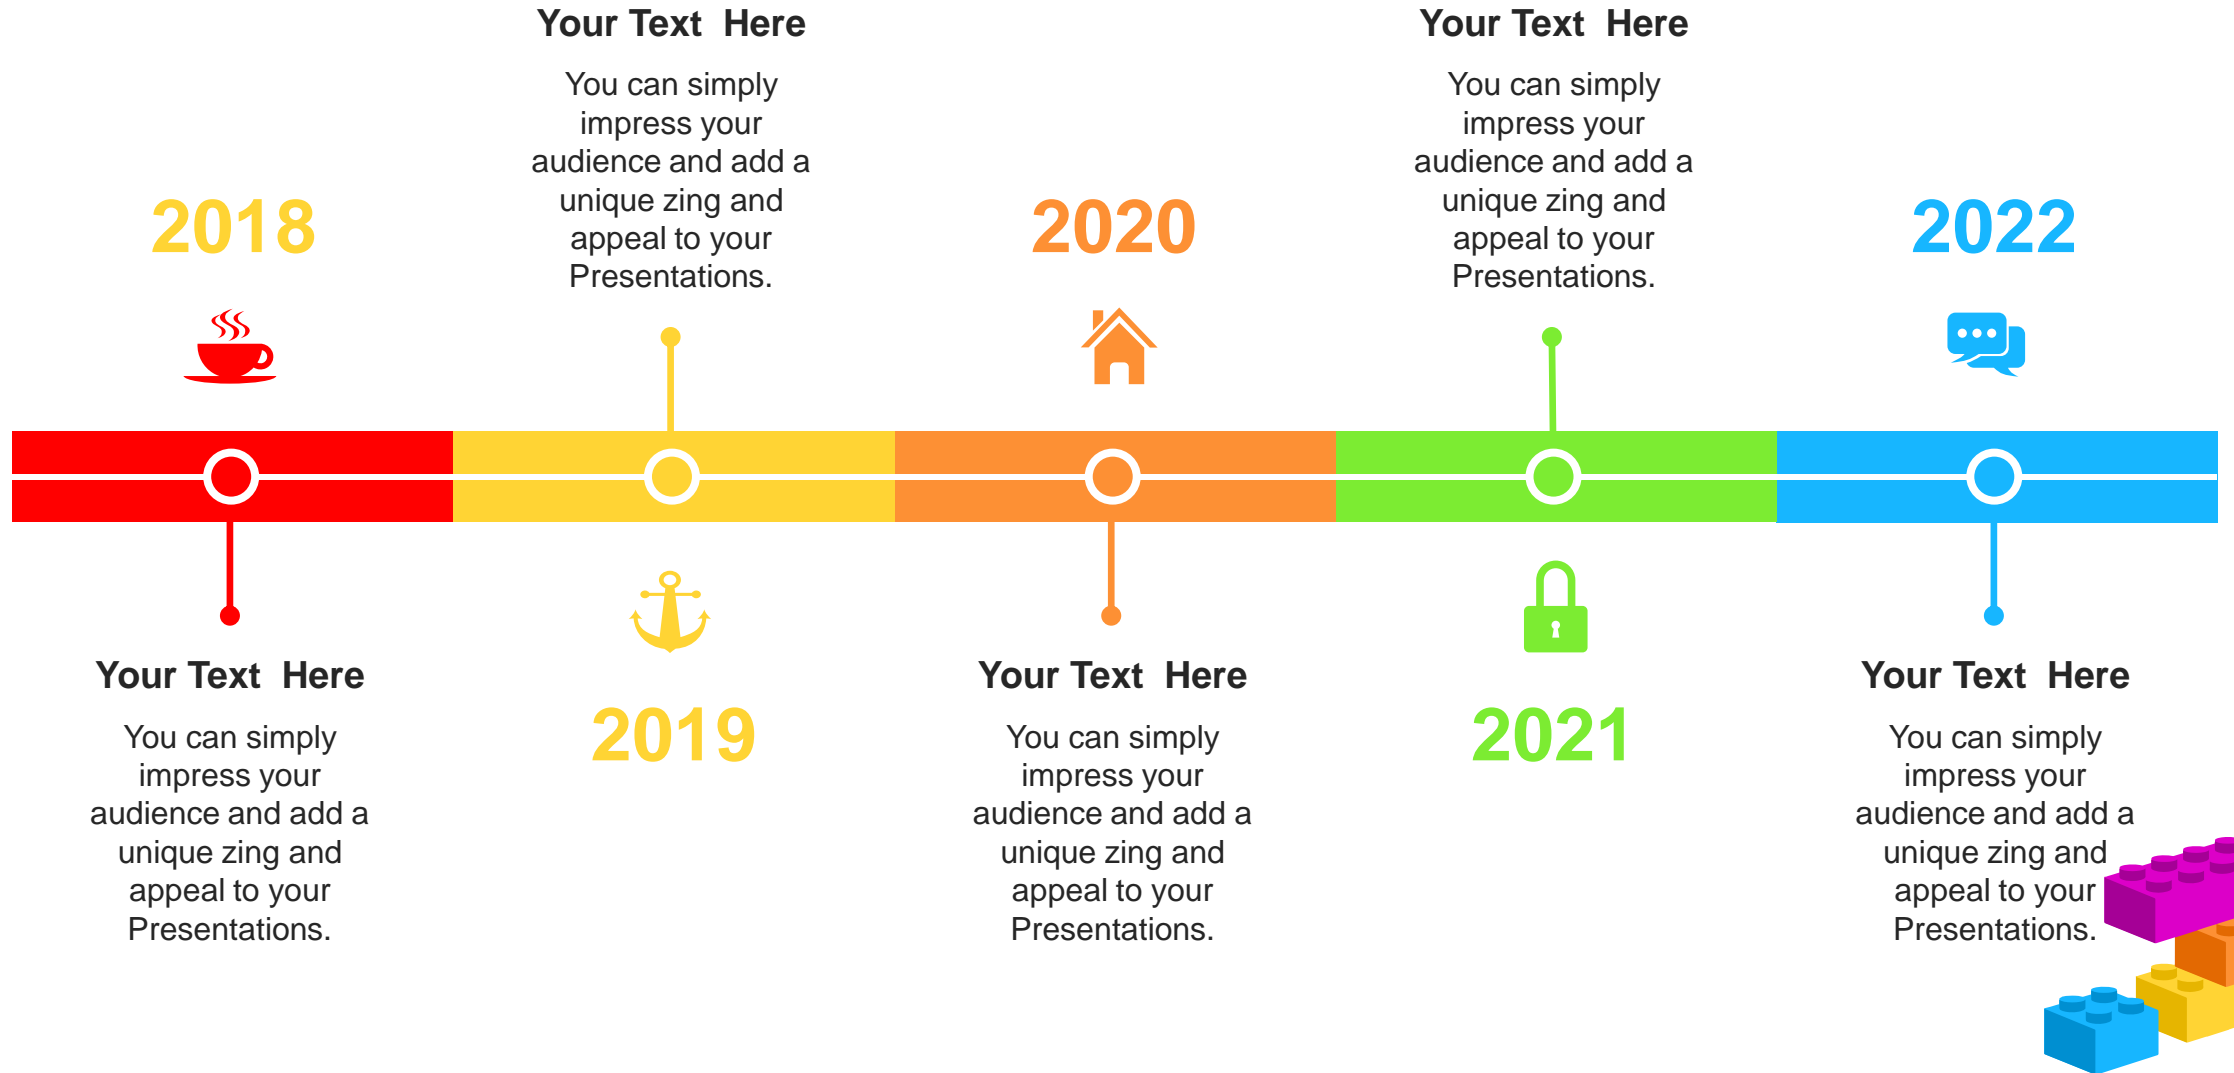 2018
Your Text  Here
You can simply
impress your
audience and add a
unique zing and
appeal to your
Presentations.
Your Text  Here
You can simply
impress your
audience and add a
unique zing and
appeal to your
Presentations.
2019
2020
Your Text  Here
You can simply
impress your
audience and add a
unique zing and
appeal to your
Presentations.
Your Text  Here
You can simply
impress your
audience and add a
unique zing and
appeal to your
Presentations.
2021
2022
Your Text  Here
You can simply
impress your
audience and add a
unique zing and
appeal to your
Presentations.